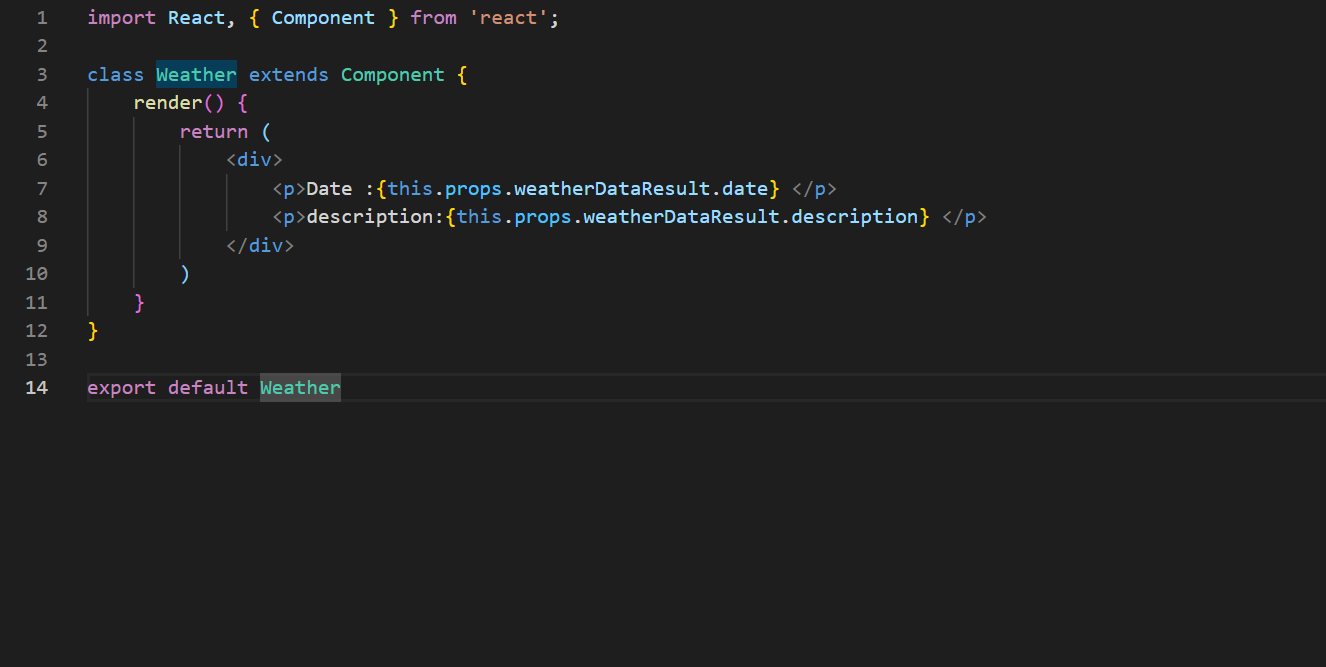 1 import React, { Component } from 'react';
2
3 class Weather extends Component {
4 render() {
5 return (
6 <div>
7 <p>Date :{this.props.weatherDataResult.date} </p>
8 <p>description:{this.props.weatherDataResult.description} </p>
9 </div>
10 )
11 }
12 }
13
14 export default Weather